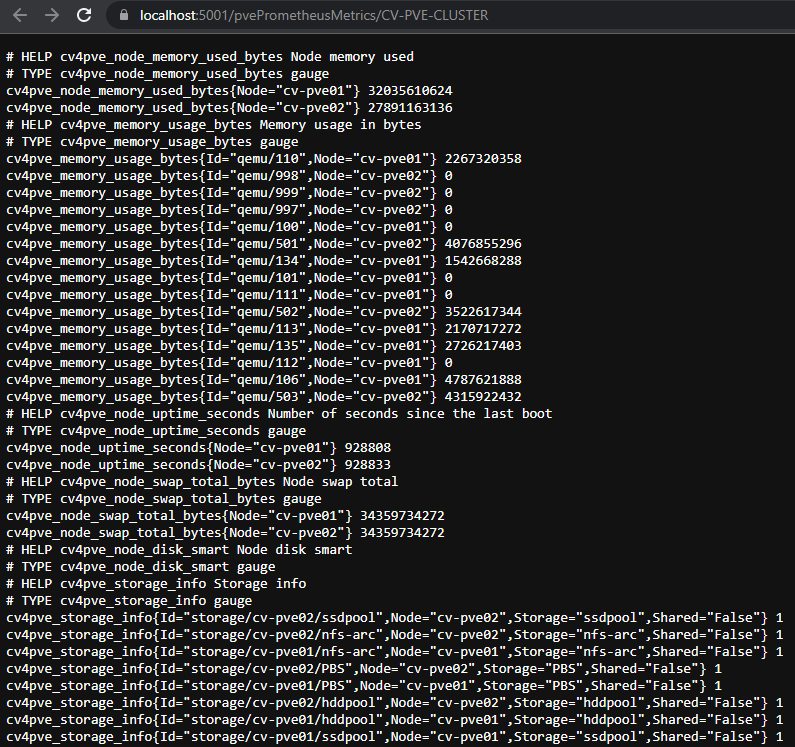 localhost:5001/pvePrometheusMetrics/CV-PVE-CLUSTER
# HELP cv4pve_node_memory_used_bytes Node memory used
# TYPE cv4pve_node_memory_used_bytes gauge
cv4pve_node_memory_used_bytes{Node="cv-pve01"} 32035610624
cv4pve_node_memory_used_bytes{Node="cv-pve02"} 27891163136
# HELP cv4pve_memory_usage_bytes Memory usage in bytes
# TYPE cv4pve_memory_usage_bytes gauge
cv4pve_memory_usage_bytes{Id="qemu/110",Node="cv-pve01"} 2267320358
cv4pve_memory_usage_bytes{Id="qemu/998",Node="cv-pve02"} 0
cv4pve_memory_usage_bytes{Id="qemu/999",Node="cv-pve02"} 0
cv4pve_memory_usage_bytes{Id="qemu/997",Node="cv-pve02"} 0
cv4pve_memory_usage_bytes{Id="qemu/100",Node="cv-pve01"} 0
cv4pve_memory_usage_bytes{Id="qemu/501",Node="cv-pve02"} 4076855296
cv4pve_memory_usage_bytes{Id="qemu/134",Node="cv-pve01"} 1542668288
cv4pve_memory_usage_bytes{Id="qemu/101",Node="cv-pve01"} 0
cv4pve_memory_usage_bytes{Id="qemu/111",Node="cv-pve01"} 0
cv4pve_memory_usage_bytes{Id="qemu/502",Node="cv-pve02"} 3522617344
cv4pve_memory_usage_bytes{Id="qemu/113",Node="cv-pve01"} 2170717272
cv4pve_memory_usage_bytes{Id="qemu/135",Node="cv-pve01"} 2726217403
cv4pve_memory_usage_bytes{Id="qemu/112",Node="cv-pve01"} 0
cv4pve_memory_usage_bytes{Id="qemu/106",Node="cv-pve01"} 4787621888
cv4pve_memory_usage_bytes{Id="qemu/503",Node="cv-pve02"} 4315922432
# HELP cv4pve_node_uptime_seconds Number of seconds since the last boot
# TYPE cv4pve_node_uptime_seconds gauge
cv4pve_node_uptime_seconds{Node="cv-pve01"} 928808
cv4pve_node_uptime_seconds{Node="cv-pve02"} 928833
# HELP cv4pve_node_swap_total_bytes Node swap total
# TYPE cv4pve_node_swap_total_bytes gauge
cv4pve_node_swap_total_bytes{Node="cv-pve01"} 34359734272
cv4pve_node_swap_total_bytes{Node="cv-pve02"} 34359734272
# HELP cv4pve_node_disk_smart Node disk smart
# TYPE cv4pve_node_disk_smart gauge
# HELP cv4pve_storage_info Storage info
# TYPE cv4pve_storage_info gauge
cv4pve_storage_info{Id="storage/cv-pve02/ssdpool",Node="cv-pve02",Storage="ssdpool",Shared="False"} 1
cv4pve_storage_info{Id="storage/cv-pve02/nfs-arc",Node="cv-pve02",Storage="nfs-arc",Shared="False"} 1
cv4pve_storage_info{Id="storage/cv-pve01/nfs-arc",Node="cv-pve01",Storage="nfs-arc",Shared="False"} 1
cv4pve_storage_info{Id="storage/cv-pve02/PBS",Node="cv-pve02",Storage="PBS",Shared="False"} 1
cv4pve_storage_info{Id="storage/cv-pve01/PBS",Node="cv-pve01",Storage="PBS",Shared="False"} 1
cv4pve_storage_info{Id="storage/cv-pve02/hddpool",Node="cv-pve02",Storage="hddpool",Shared="False"} 1
cv4pve_storage_info{Id="storage/cv-pve01/hddpool",Node="cv-pve01",Storage="hddpool",Shared="False"} 1
cv4pve_storage_info{Id="storage/cv-pve01/ssdpool",Node="cv-pve01",Storage="ssdpool",Shared="False"} 1